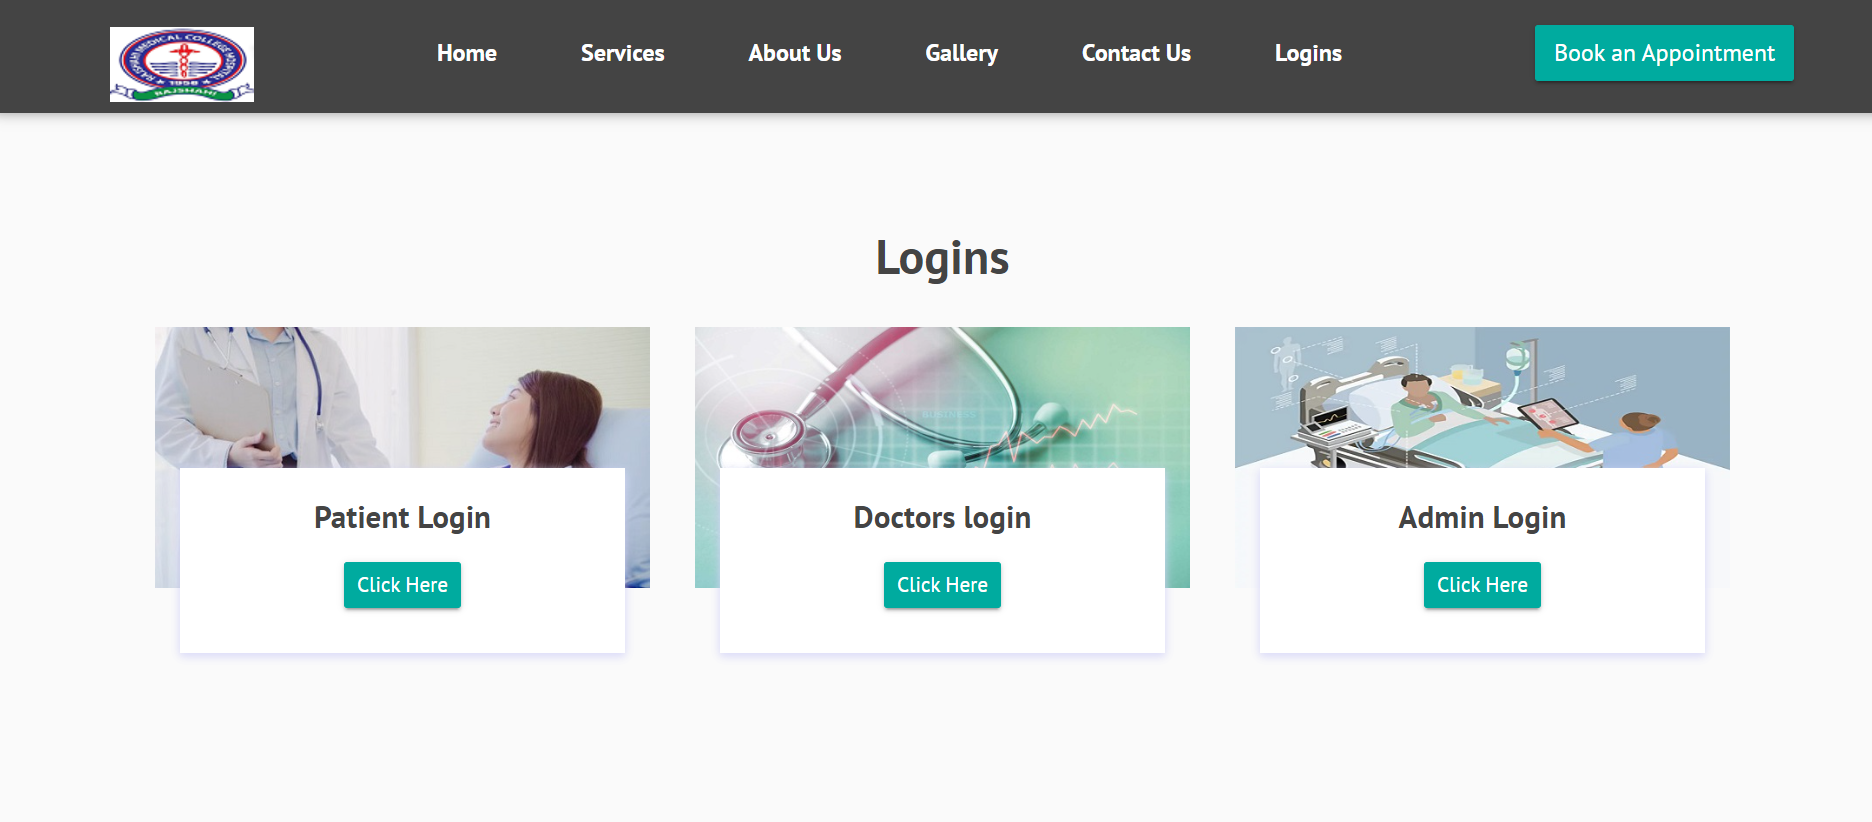 RAJSHAHI MEDICAL COLLEGE HOSPITAL
1958
RAJSHAHI
Home
Services
About Us
Gallery
Contact Us
Logins
Book an Appointment
Logins
BUSINESS
Patient Login
Click Here
Doctors login
Click Here
Admin Login
Click Here